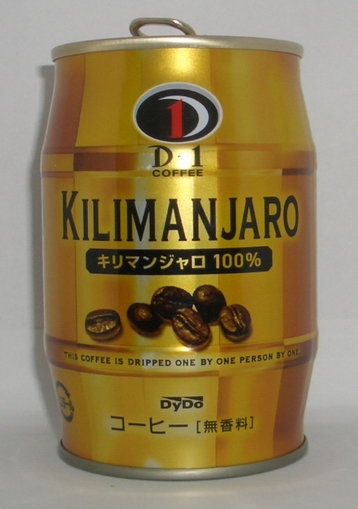 D
1
D-1
COFFEE
KILIMANJARO
キリマンジャロ 100%
THIS COFFEE IS DRIPPED ONE BY ONE PERSON BY ONE.
DyDo
コーヒー [無香料]